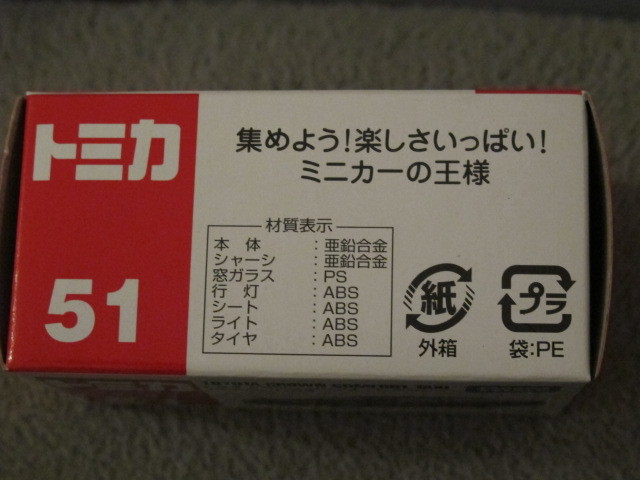 トミカ
51
集めよう!楽しさいっぱい!
ミニカーの王様
材質表示
本体:亜鉛合金
シャーシ:亜鉛合金
窓ガラス:PS
行灯:ABS
シート:ABS
ライト:ABS
タイヤ:ABS
紙
外箱
プラ
袋:PE